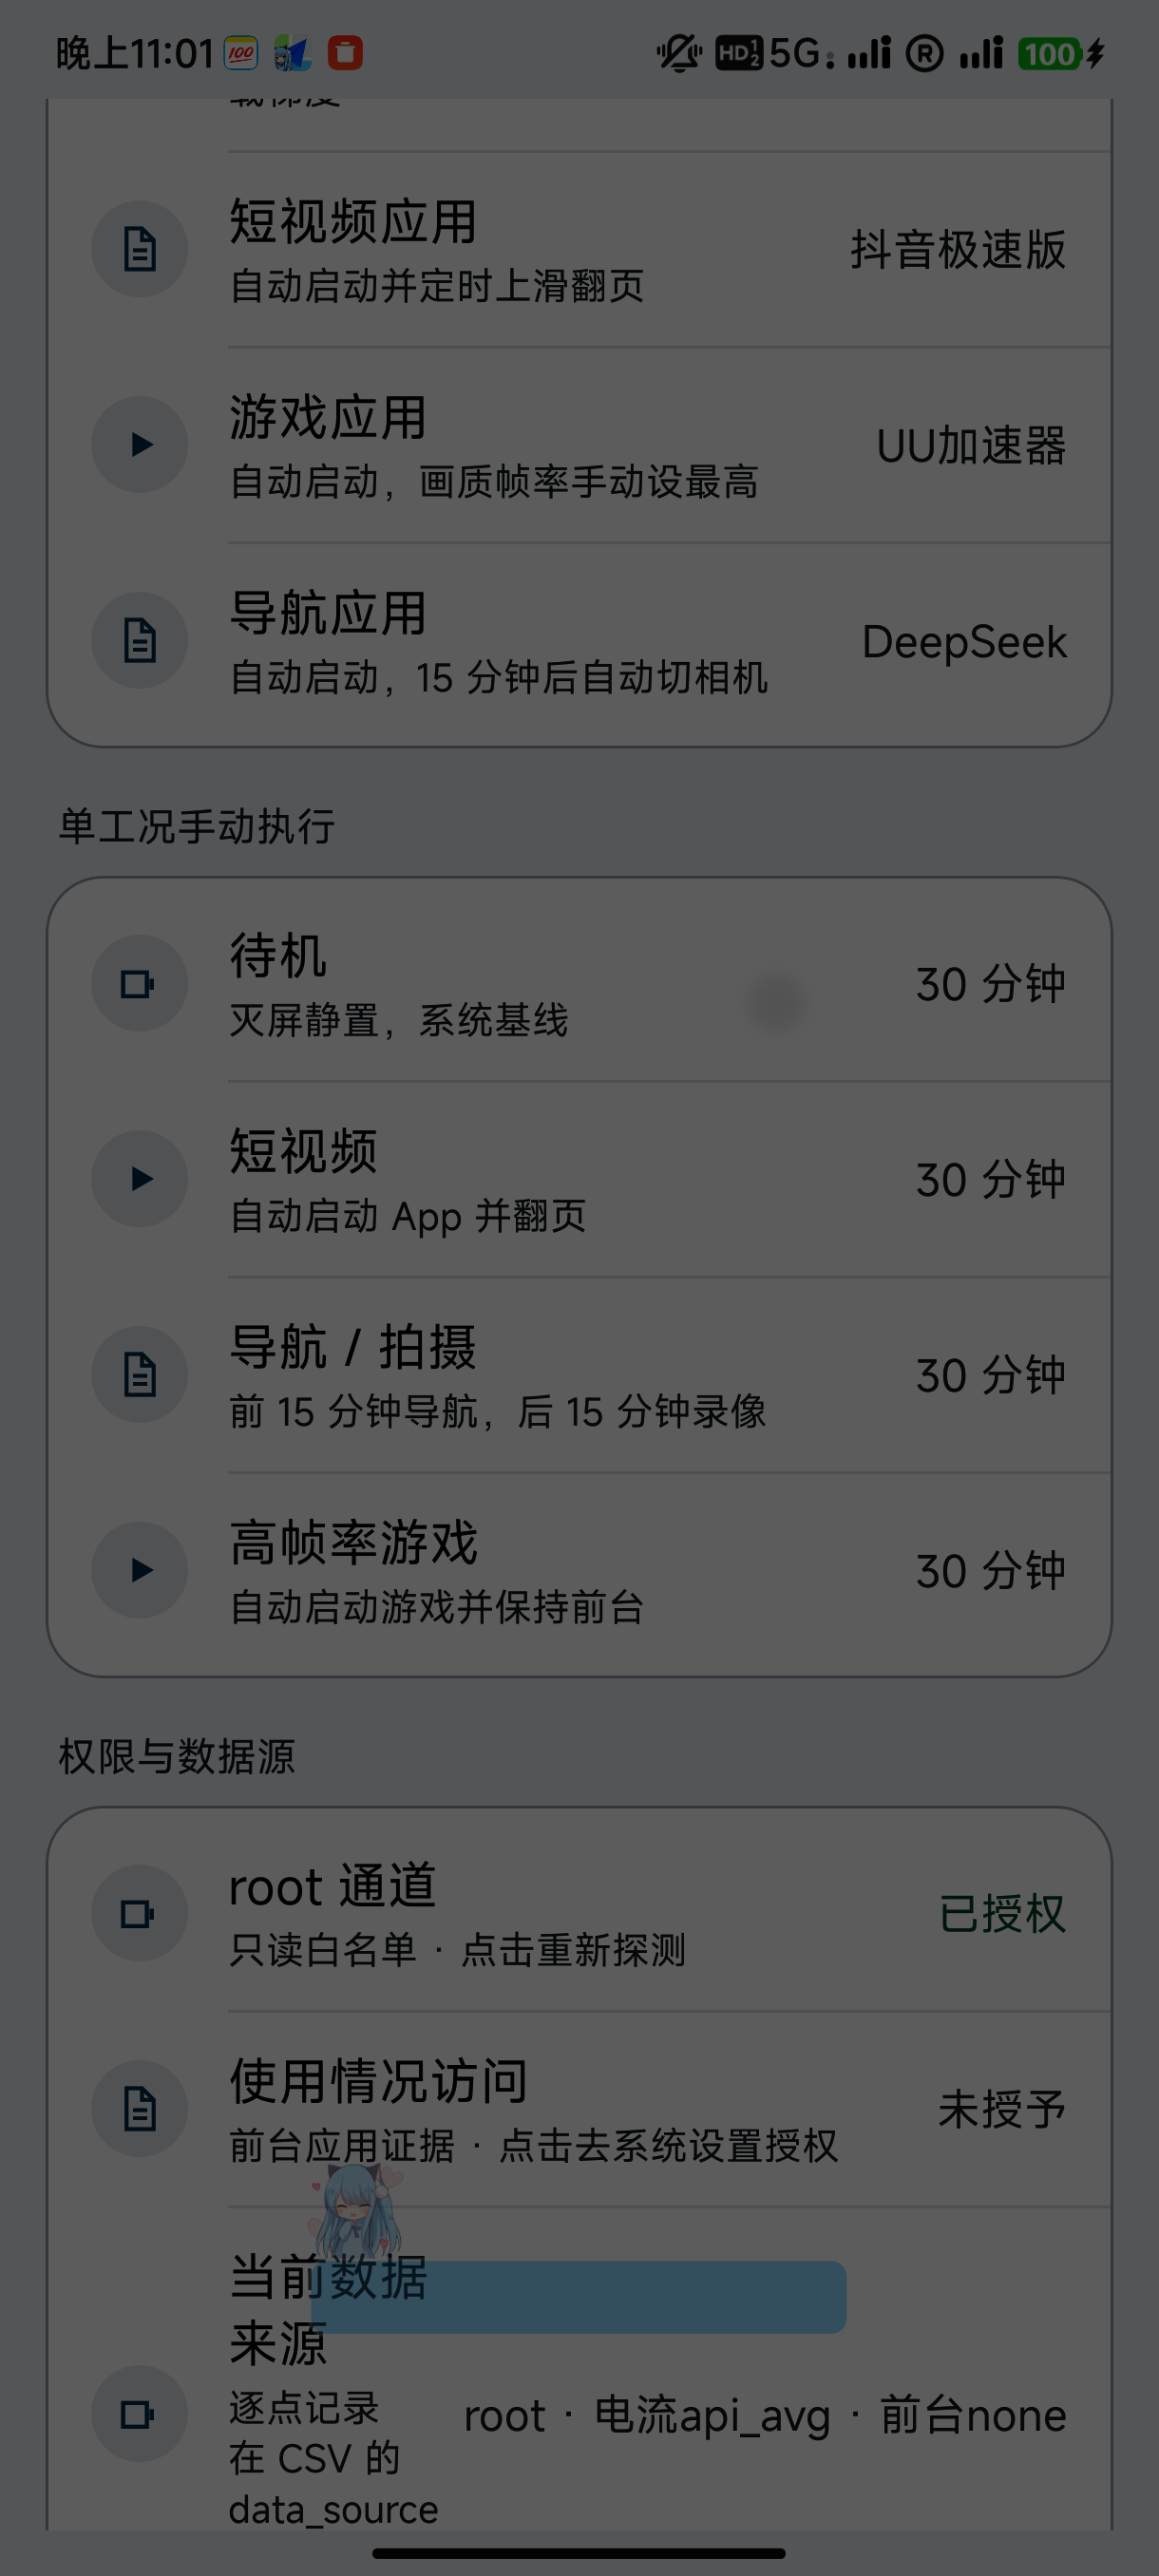 晚上11:01 100 HD 1 2 5G R 100
载梯度
短视频应用
自动启动并定时上滑翻页
抖音极速版
游戏应用
自动启动，画质帧率手动设最高
UU加速器
导航应用
自动启动，15 分钟后自动切相机
DeepSeek
单工况手动执行
待机
灭屏静置，系统基线
30 分钟
短视频
自动启动 App 并翻页
30 分钟
导航 / 拍摄
前 15 分钟导航，后 15 分钟录像
30 分钟
高帧率游戏
自动启动游戏并保持前台
30 分钟
权限与数据源
root 通道
只读白名单 · 点击重新探测
已授权
使用情况访问
前台应用证据 · 点击去系统设置授权
未授予
当前数据
来源
逐点记录
在 CSV 的
data_source
root · 电流api_avg · 前台none